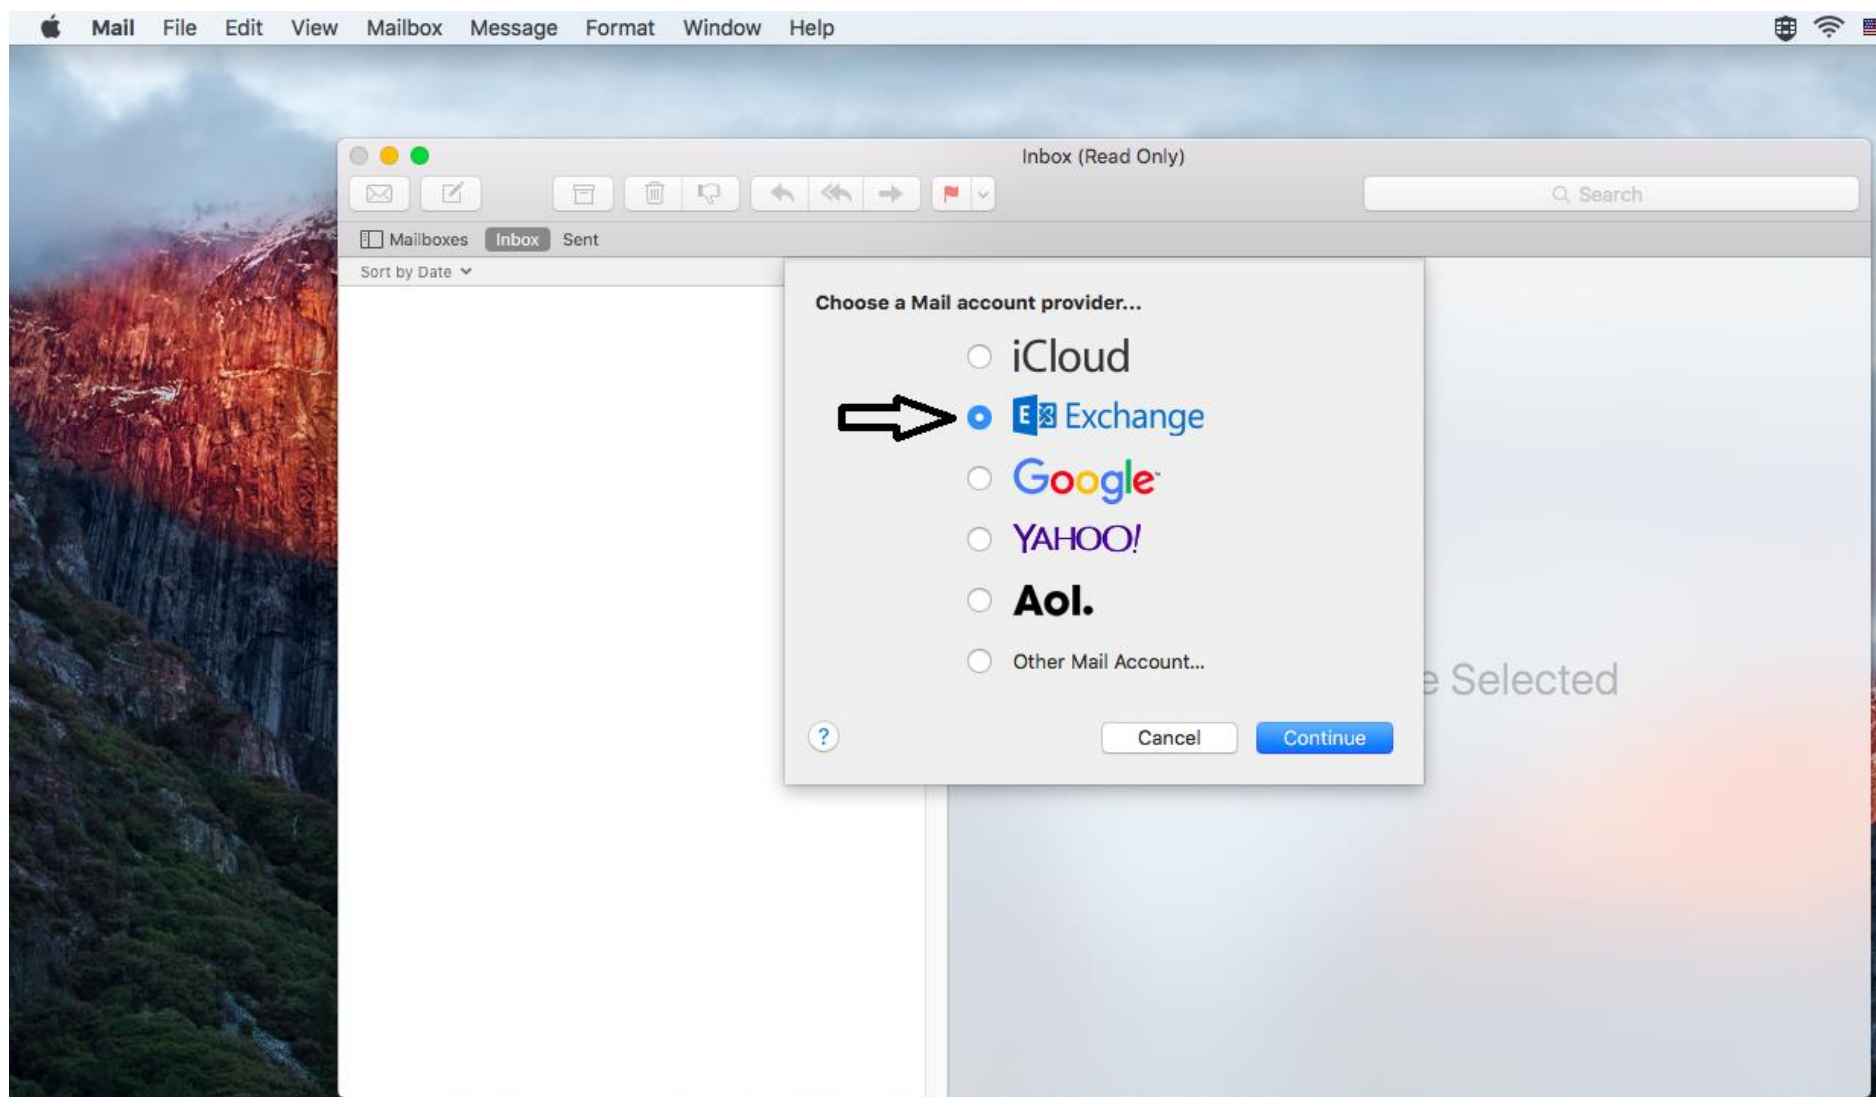 Mail File Edit View Mailbox Message Format Window Help
Inbox (Read Only)
Search
Mailboxes Inbox Sent
Sort by Date
Choose a Mail account provider...
iCloud
E Exchange
Google
YAHOO!
Aol.
Other Mail Account...
e Selected
? Cancel Continue